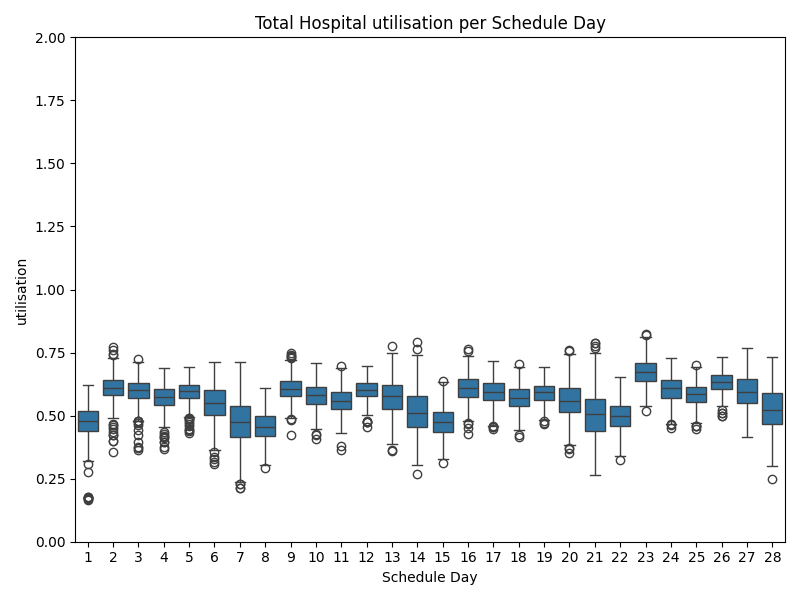 Total Hospital utilisation per Schedule Day
2.00
1.75
1.50
1.25
1.00
0.75
0.50
0.25
0.00
utilisation
1 2 3 4 5 6 7 8 9 10 11 12 13 14 15 16 17 18 19 20 21 22 23 24 25 26 27 28
Schedule Day